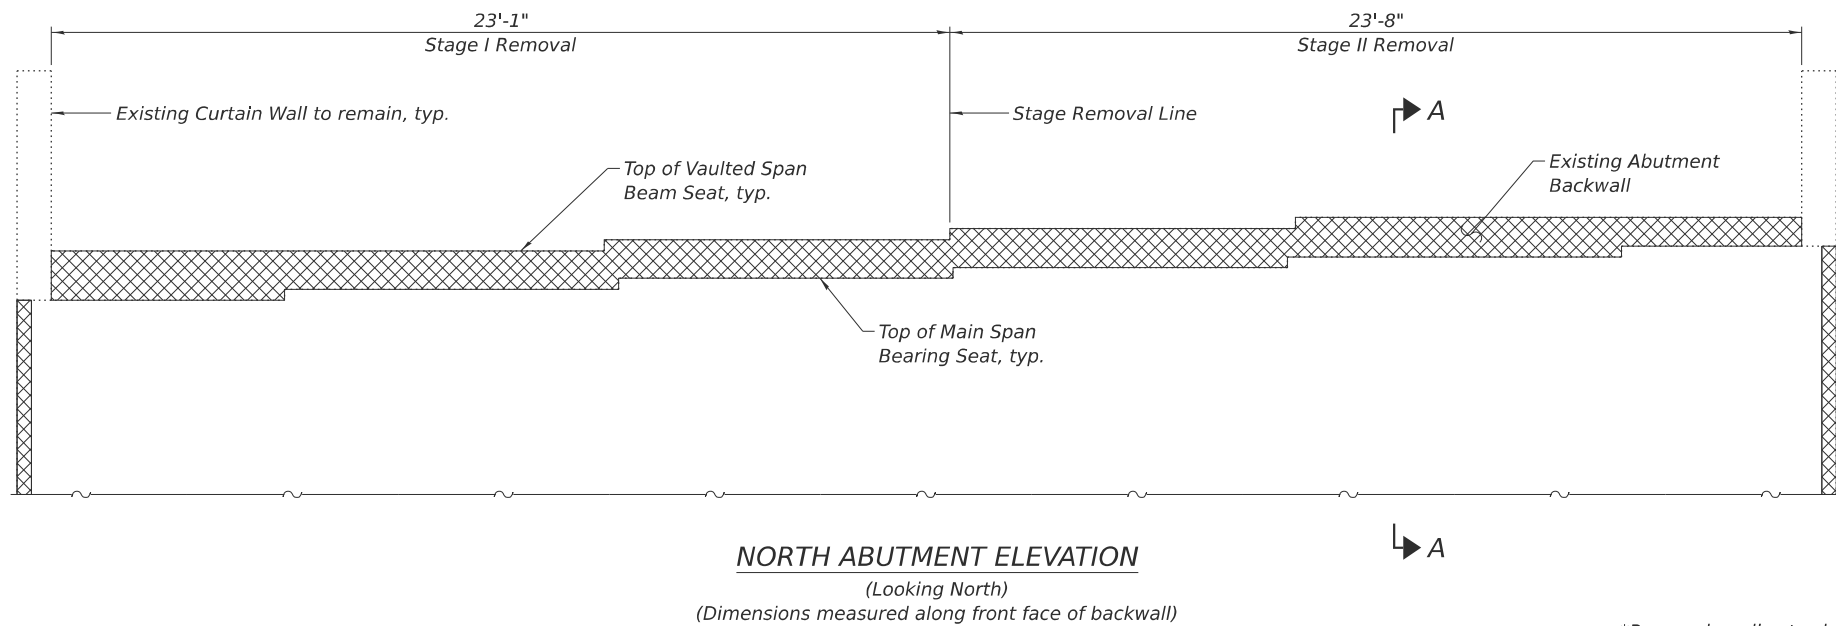 23'-1"
Stage I Removal
23'-8"
Stage II Removal
Existing Curtain Wall to remain, typ.
Stage Removal Line
A
Top of Vaulted Span
Beam Seat, typ.
Existing Abutment
Backwall
Top of Main Span
Bearing Seat, typ.
A
NORTH ABUTMENT ELEVATION
(Looking North)
(Dimensions measured along front face of backwall)